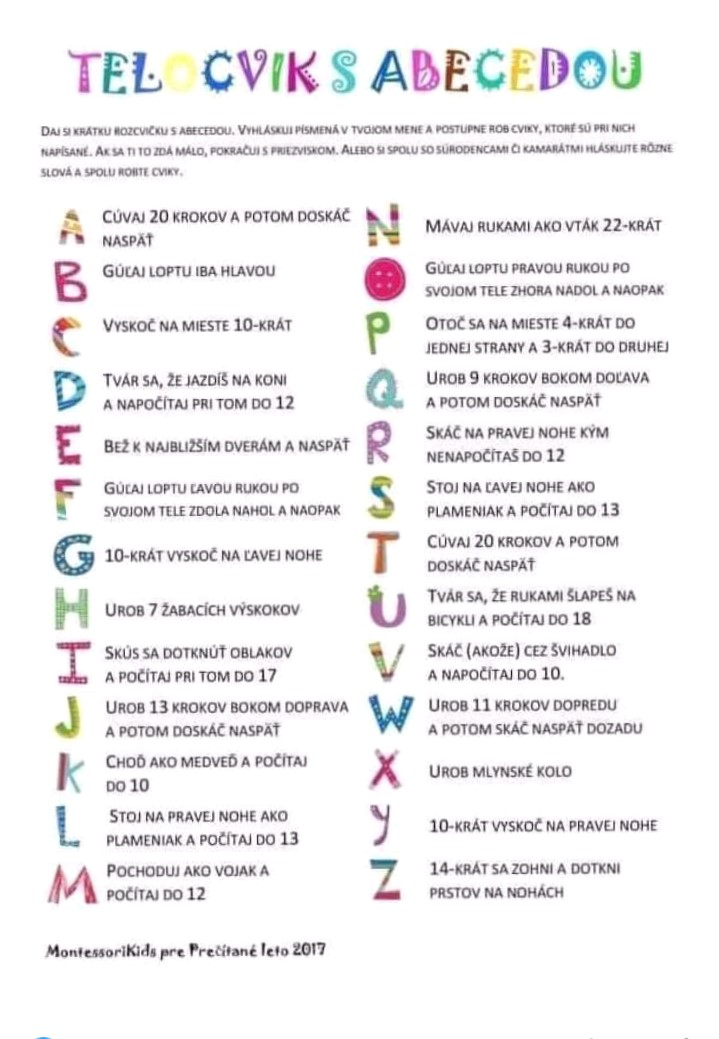 TELOCVIK S ABECEDOU
DAJ SI KRÁTKU ROZCVIČKU S ABECEDOU. VYHLÁSKUJ PÍSMENÁ V TVOJOM MENE A POSTUPNE ROB CVIKY, KTORÉ SÚ PRI NICH
NAPÍSANÉ. AK SA TI TO ZDÁ MÁLO, POKRAČUJ S PRIEZVISKOM. ALEBO SI SPOLU SO SÚRODENCAMI ČI KAMARÁTMI HLÁSKUJTE RÔZNE
SLOVÁ A SPOLU ROBTE CVIKY.
A CÚVAJ 20 KROKOV A POTOM DOSKÁČ
NASPÄŤ
B GÚĽAJ LOPTU IBA HLAVOU
C VYSKOČ NA MIESTE 10-KRÁT
D TVÁR SA, ŽE JAZDÍŠ NA KONI
A NAPOČÍTAJ PRI TOM DO 12
E BEŽ K NAJBLIŽŠÍM DVERÁM A NASPÄŤ
F GÚĽAJ LOPTU ĽAVOU RUKOU PO
SVOJOM TELE ZDOLA NAHOL A NAOPAK
G 10-KRÁT VYSKOČ NA ĽAVEJ NOHE
H UROB 7 ŽABACÍCH VÝSKOKOV
I SKÚS SA DOTKNÚŤ OBLAKOV
A POČÍTAJ PRI TOM DO 17
J UROB 13 KROKOV BOKOM DOPRAVA
A POTOM DOSKÁČ NASPÄŤ
K CHOĎ AKO MEDVEĎ A POČÍTAJ
DO 10
L STOJ NA PRAVEJ NOHE AKO
PLAMENIAK A POČÍTAJ DO 13
M POCHODUJ AKO VOJAK A
POČÍTAJ DO 12
N MÁVAJ RUKAMI AKO VTÁK 22-KRÁT
O GÚĽAJ LOPTU PRAVOU RUKOU PO
SVOJOM TELE ZHORA NADOL A NAOPAK
P OTOČ SA NA MIESTE 4-KRÁT DO
JEDNEJ STRANY A 3-KRÁT DO DRUHEJ
Q UROB 9 KROKOV BOKOM DOĽAVA
A POTOM DOSKÁČ NASPÄŤ
R SKÁČ NA PRAVEJ NOHE KÝM
NENAPOČÍTAŠ DO 12
S STOJ NA ĽAVEJ NOHE AKO
PLAMENIAK A POČÍTAJ DO 13
T CÚVAJ 20 KROKOV A POTOM
DOSKÁČ NASPÄŤ
U TVÁR SA, ŽE RUKAMI ŠLAPEŠ NA
BICYKLI A POČÍTAJ DO 18
V SKÁČ (AKOŽE) CEZ ŠVIHADLO
A NAPOČÍTAJ DO 10.
W UROB 11 KROKOV DOPREDU
A POTOM SKÁČ NASPÄŤ DOZADU
X UROB MLYNSKÉ KOLO
Y 10-KRÁT VYSKOČ NA PRAVEJ NOHE
Z 14-KRÁT SA ZOHNI A DOTKNI
PRSTOV NA NOHÁCH
MontessoriKids pre Prečítané leto 2017